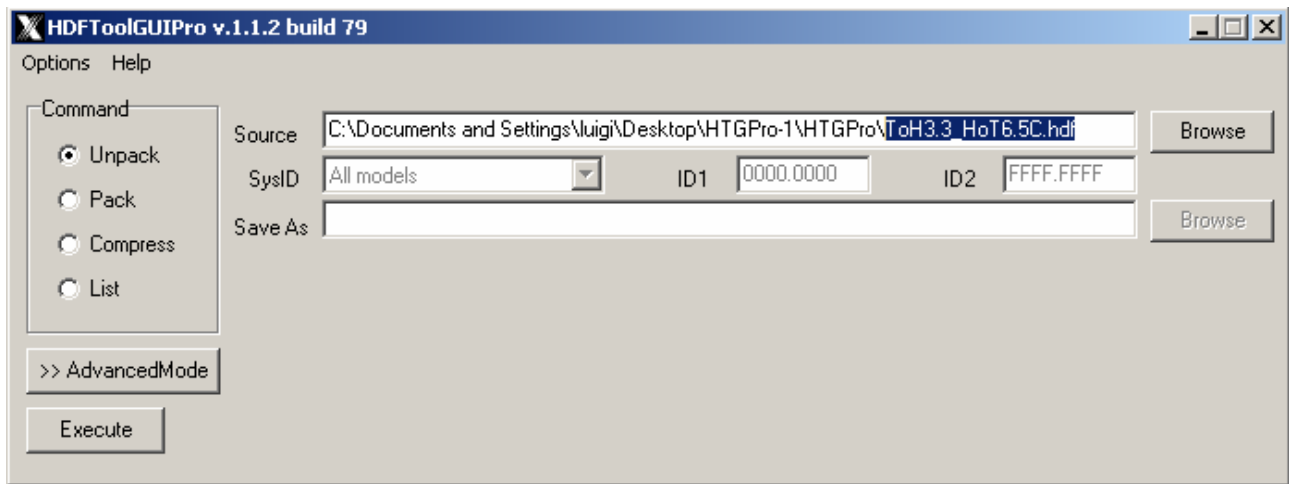 HDFToolGUIPro v.1.1.2 build 79
Options Help
Command
Unpack
Pack
Compress
List
>> AdvancedMode
Execute
Source C:\Documents and Settings\luigi\Desktop\HTGPro-1\HTGPro\ToH3.3_HoT6.5C.hdf Browse
SysID All models ID1 0000.0000 ID2 FFFF.FFFF
Save As Browse